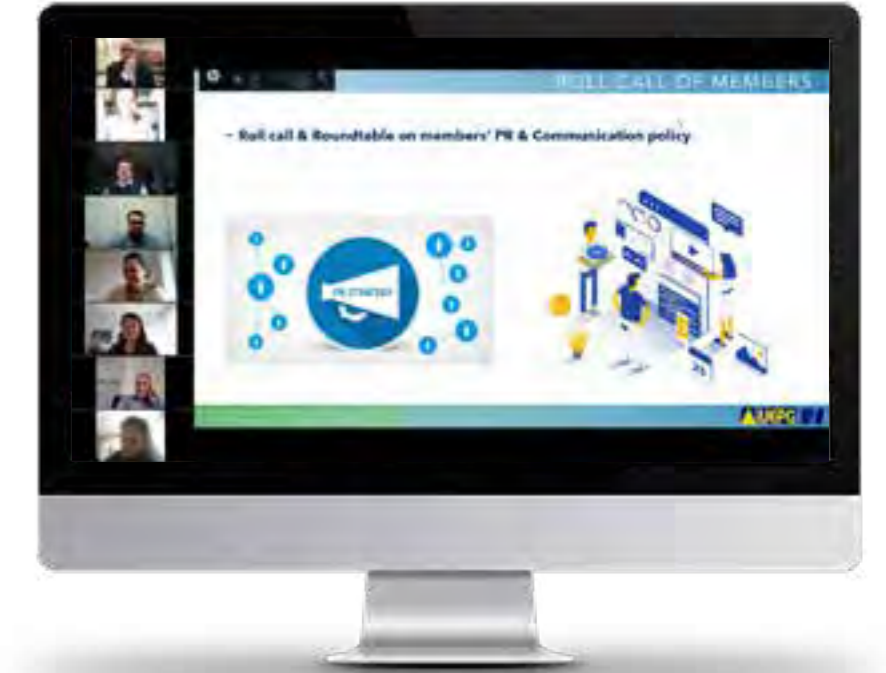 ROLL CALL OF MEMBERS
- Roll call & Roundtable on members' PR & Communication policy
PR STRATEGY